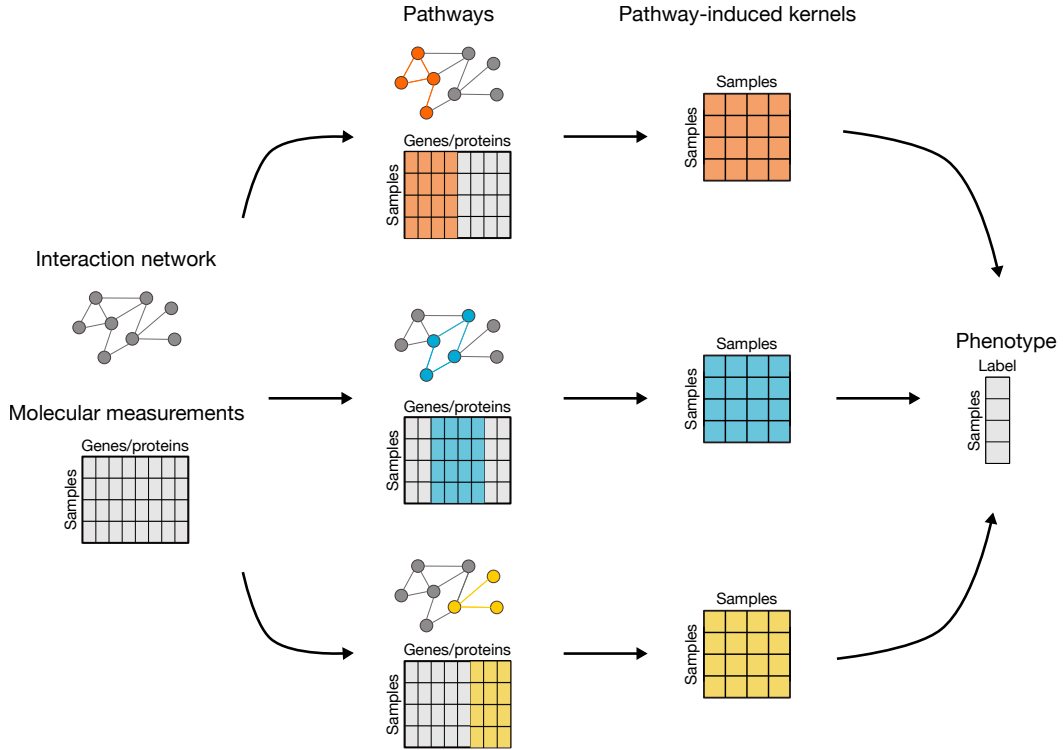 Pathways
Pathway-induced kernels
Genes/proteins
Samples
Samples
Samples
Interaction network
Molecular measurements
Genes/proteins
Samples
Genes/proteins
Samples
Samples
Samples
Phenotype
Label
Samples
Genes/proteins
Samples
Samples
Samples